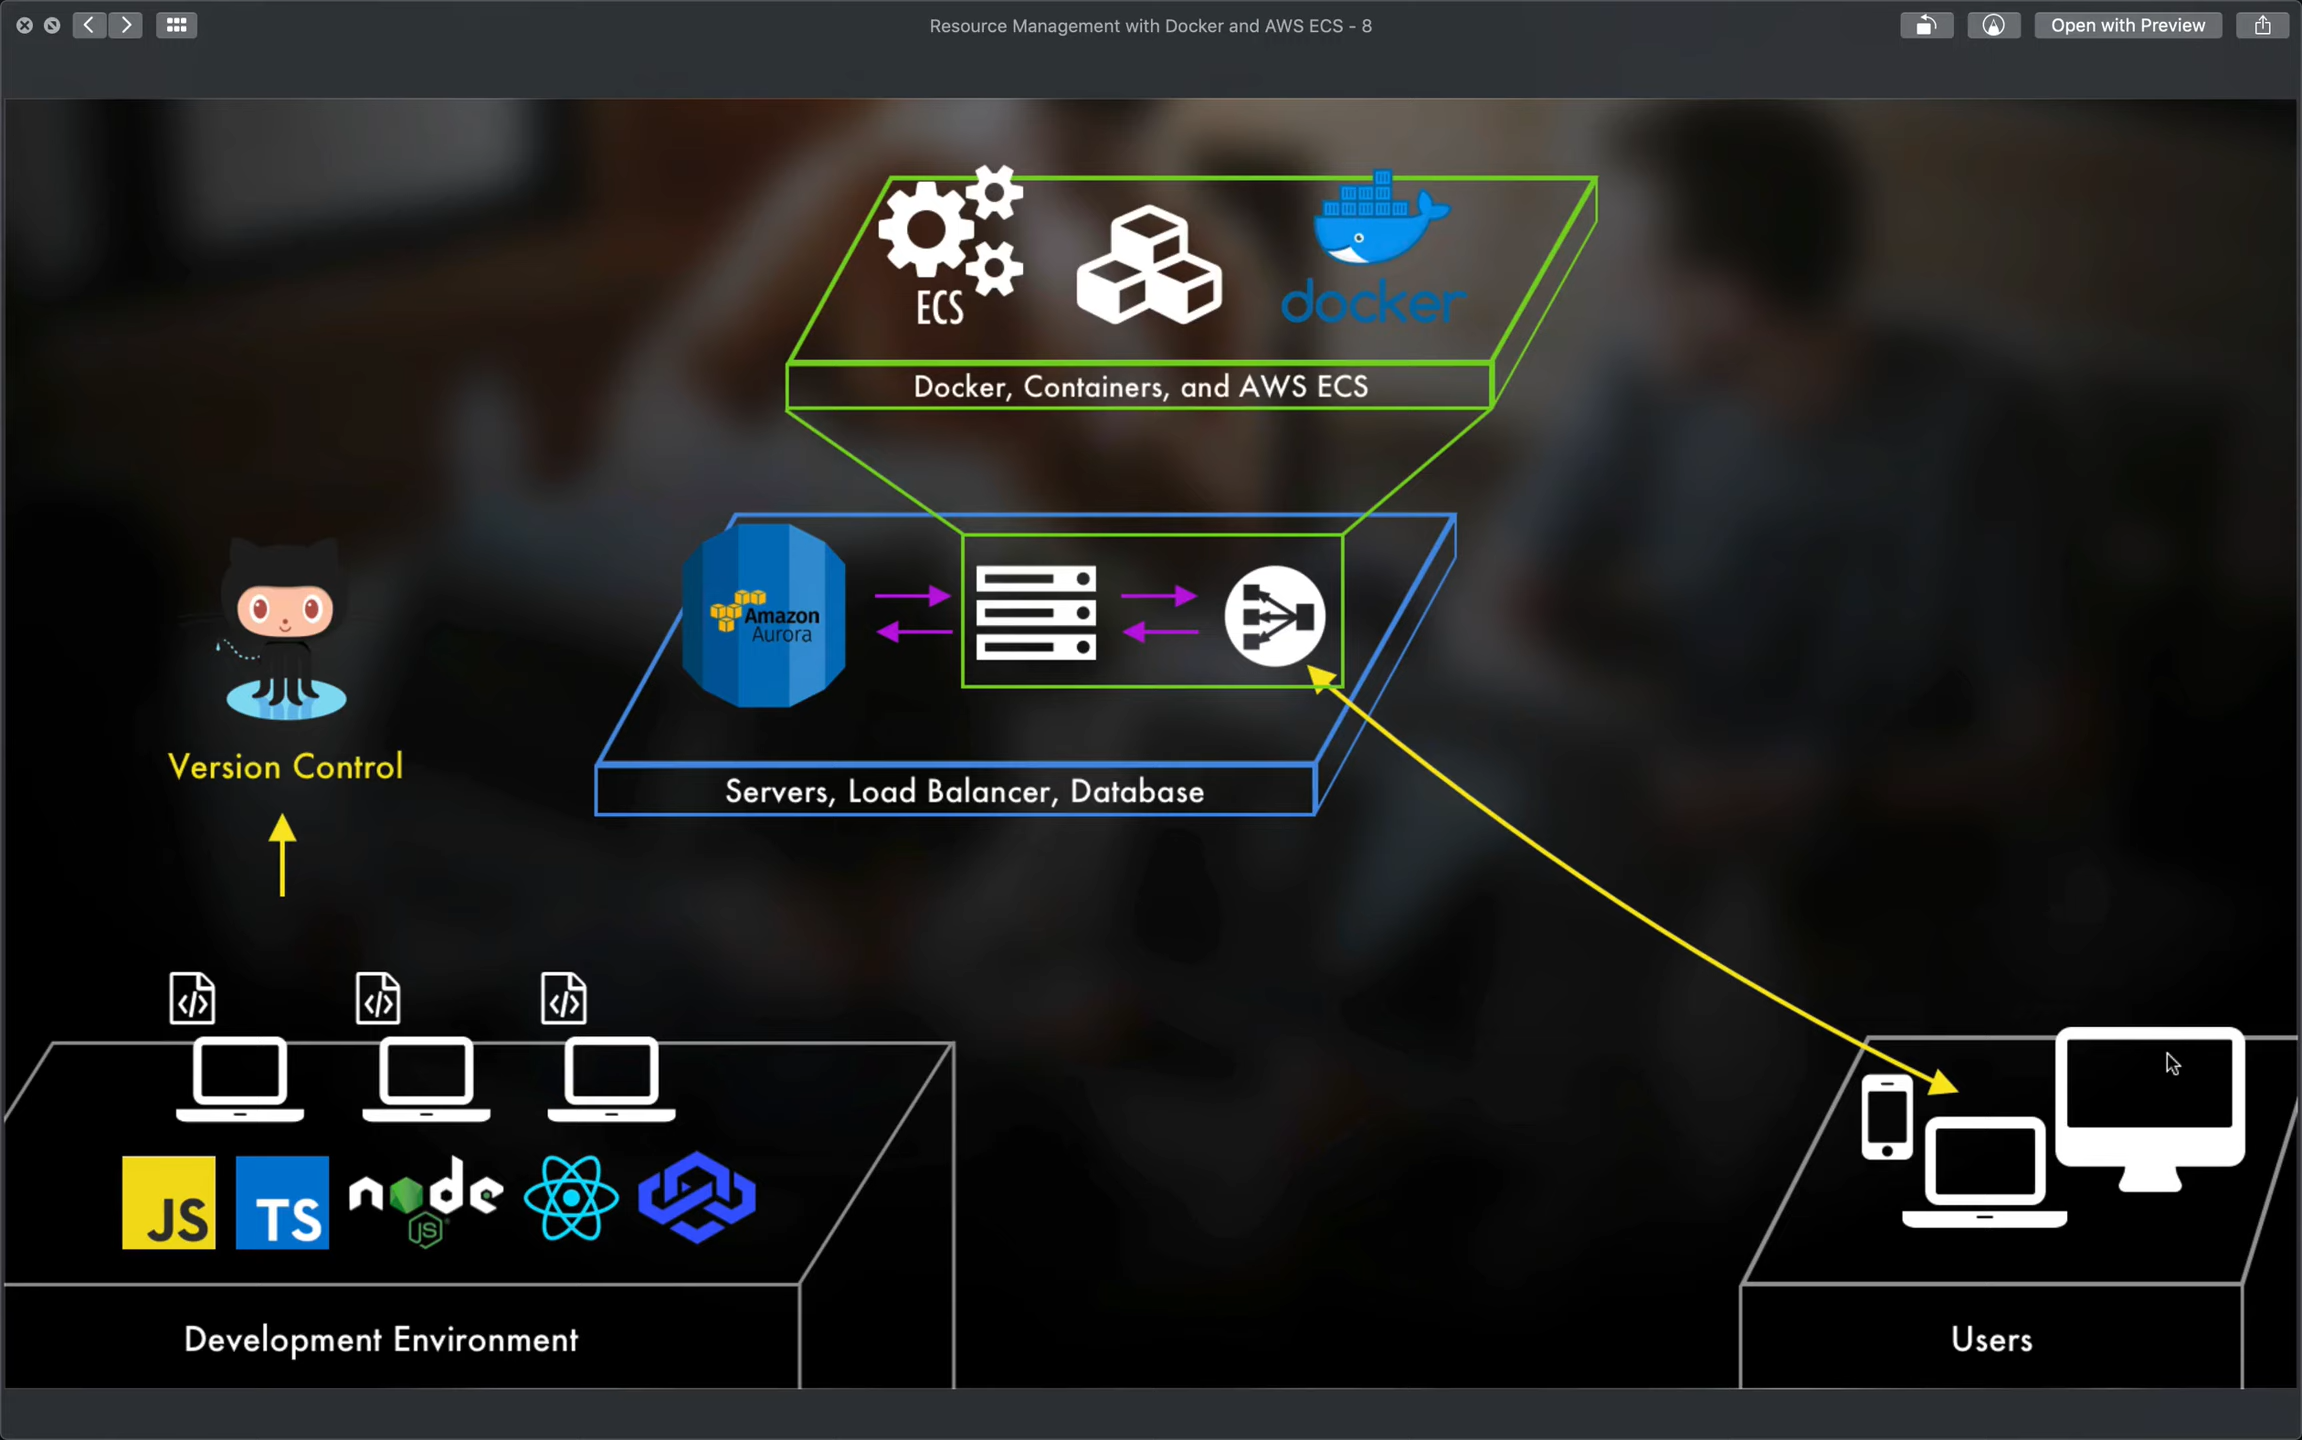 Resource Management with Docker and AWS ECS - 8
Open with Preview
ECS
docker
Docker, Containers, and AWS ECS
Amazon
Aurora
Version Control
Servers, Load Balancer, Database
</>
</>
</>
JS
TS
node
JS
Development Environment
Users